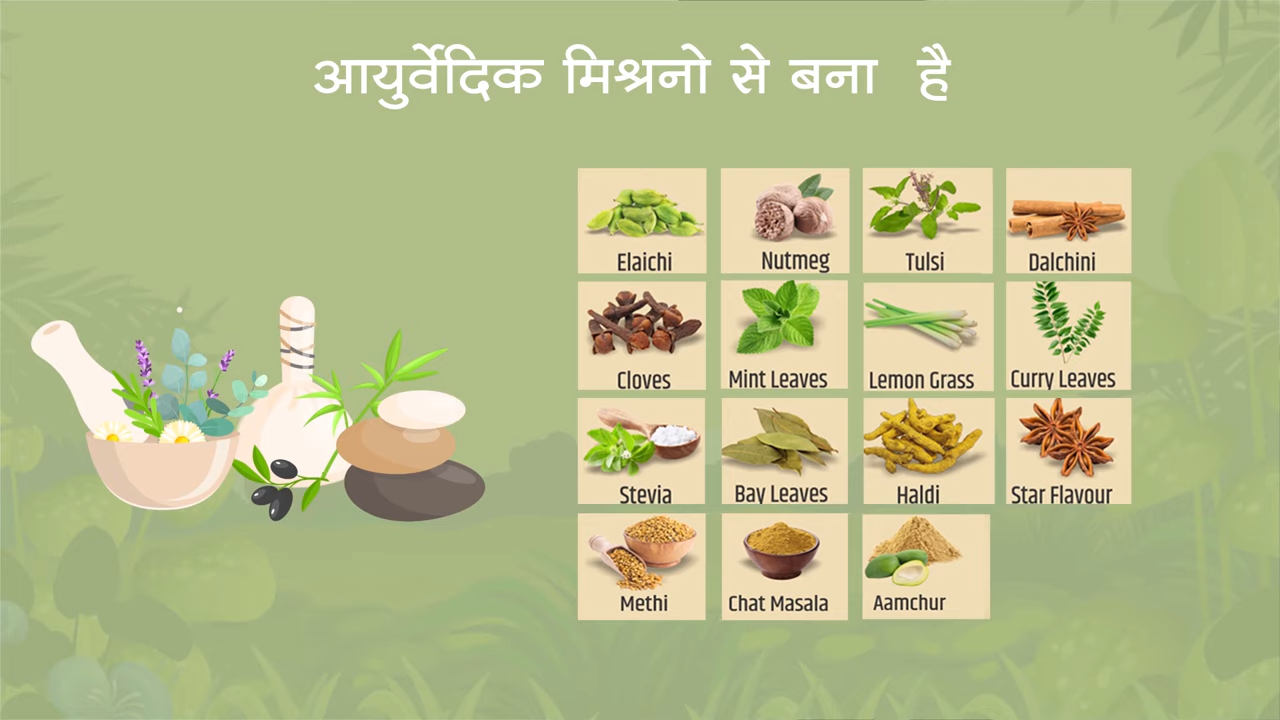 आयुर्वेदिक मिश्रनो से बना है
Elaichi
Nutmeg
Tulsi
Dalchini
Cloves
Mint Leaves
Lemon Grass
Curry Leaves
Stevia
Bay Leaves
Haldi
Star Flavour
Methi
Chat Masala
Aamchur